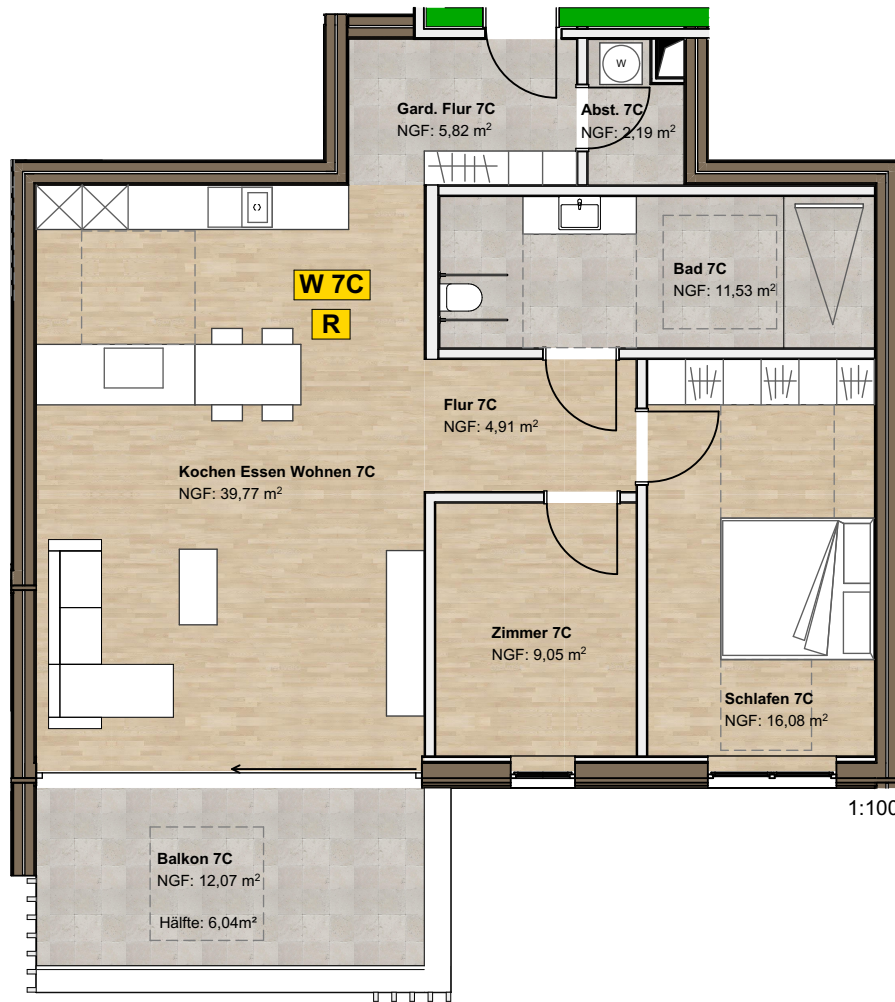 W
Gard. Flur 7C
NGF: 5,82 m²
Abst. 7C
NGF: 2,19 m²
W 7C
R
Bad 7C
NGF: 11,53 m²
Flur 7C
NGF: 4,91 m²
Kochen Essen Wohnen 7C
NGF: 39,77 m²
Zimmer 7C
NGF: 9,05 m²
Schlafen 7C
NGF: 16,08 m²
1:100
Balkon 7C
NGF: 12,07 m²
Hälfte: 6,04m²